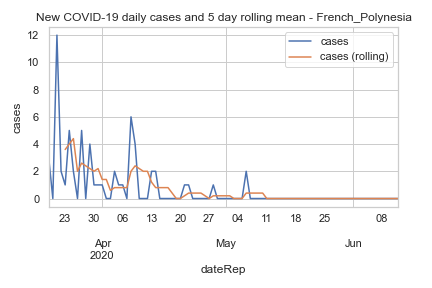 New COVID-19 daily cases and 5 day rolling mean - French_Polynesia
cases
cases (rolling)
12
10
8
6
4
2
0
cases
23 30 06 13 20 27 04 11 18 25 08
Apr May Jun
2020
dateRep